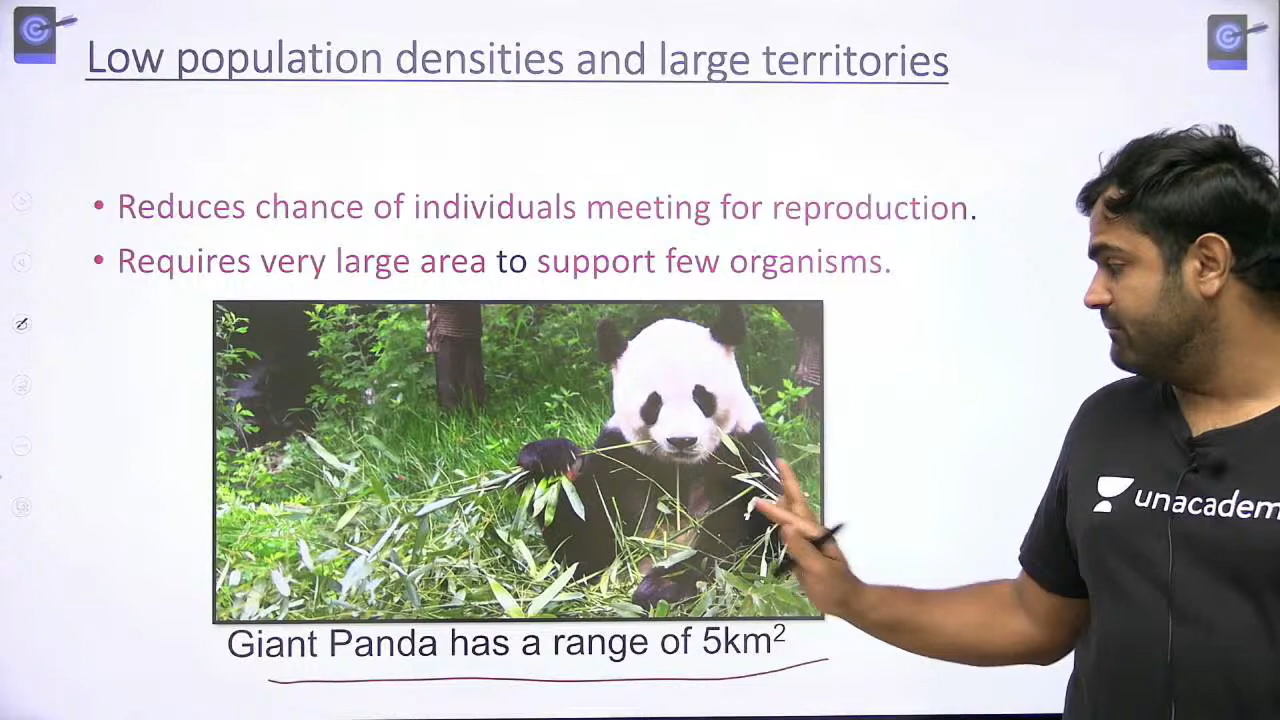 Low population densities and large territories
• Reduces chance of individuals meeting for reproduction.
• Requires very large area to support few organisms.
unacadem
Giant Panda has a range of 5km²